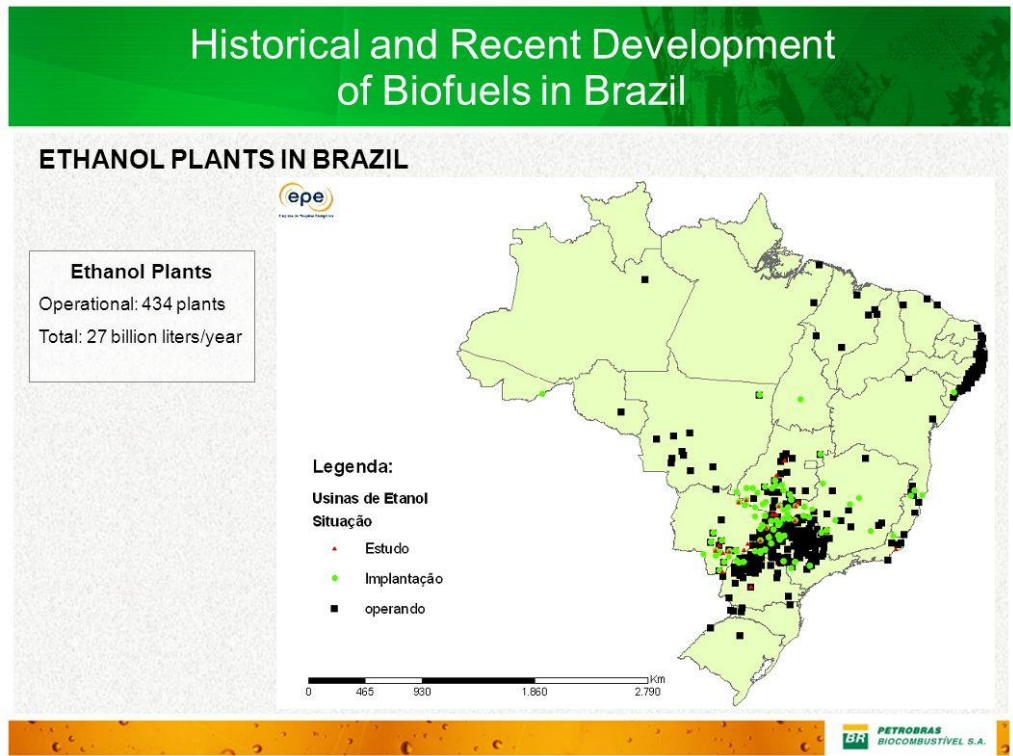 Historical and Recent Development
of Biofuels in Brazil
ETHANOL PLANTS IN BRAZIL
epe
Ethanol Plants
Operational: 434 plants
Total: 27 billion liters/year
Legenda:
Usinas de Etanol
Situação
Estudo
Implantação
operando
Km
0 465 930 1.860 2.790
BR PETROBRAS
BIOCOMBUSTÍVEL S.A.